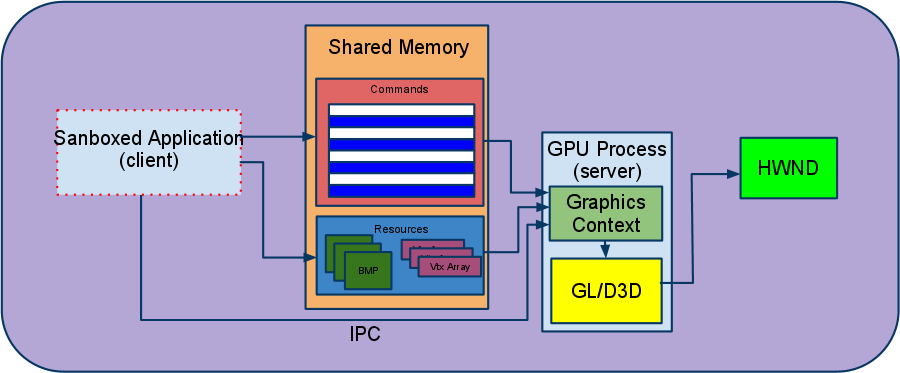 Shared Memory
Commands
Sanboxed Application
(client)
GPU Process
(server)
HWND
Graphics
Context
Resources
BMP
Vtx Array
GL/D3D
IPC